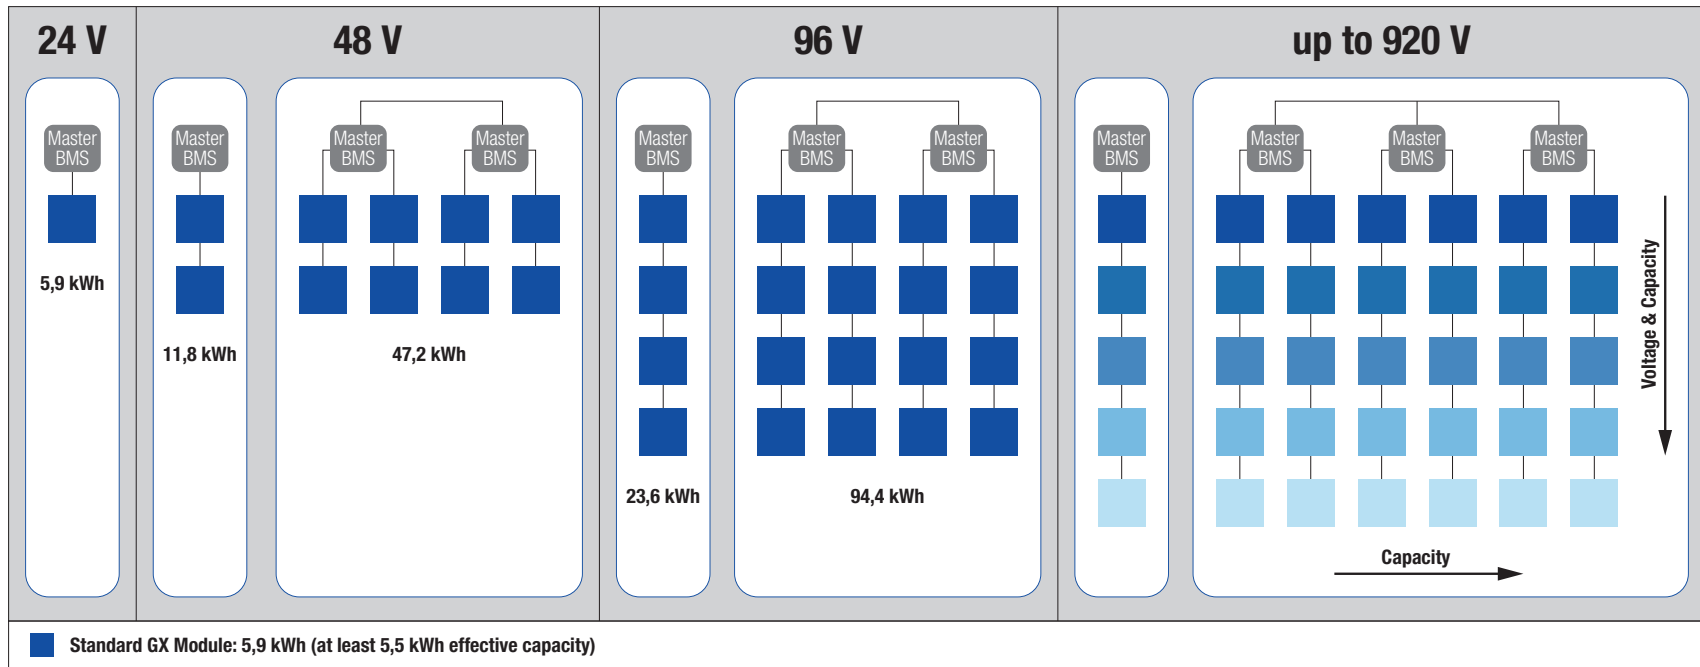 24 V
48 V
96 V
up to 920 V
Master
BMS
Master
BMS
Master
BMS
Master
BMS
Master
BMS
Master
BMS
Master
BMS
Master
BMS
Master
BMS
Master
BMS
Master
BMS
5,9 kWh
11,8 kWh
47,2 kWh
23,6 kWh
94,4 kWh
Voltage & Capacity
Capacity
Standard GX Module: 5,9 kWh (at least 5,5 kWh effective capacity)